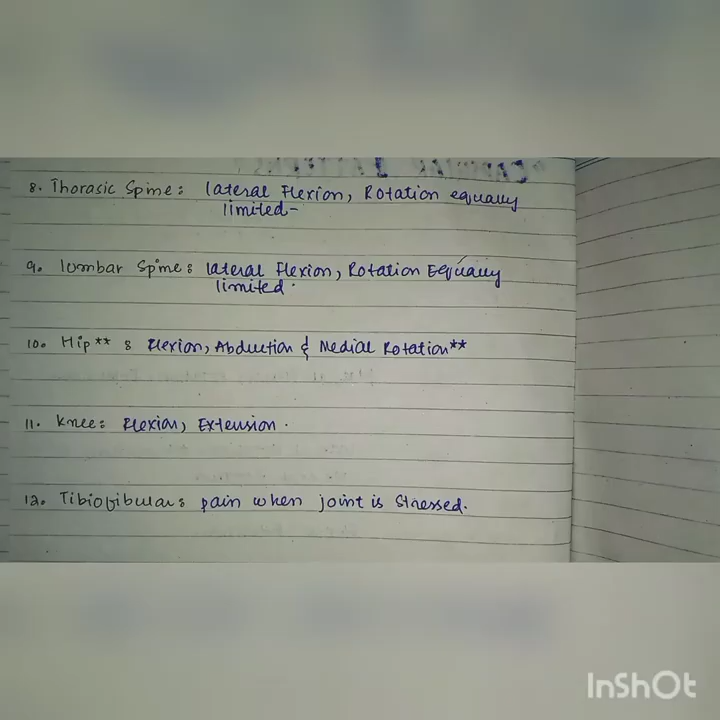 8. Thorasic Spine: lateral Flexion, Rotation equally
limited-
9. lumbar Spine: lateral Flexion, Rotation Equally
limited.
10. Hip** : Flexion, Abduction & Medial Rotation**
11. Knee: Flexion, Extension.
12. Tibiofibular: pain when joint is Stressed.
InShOt